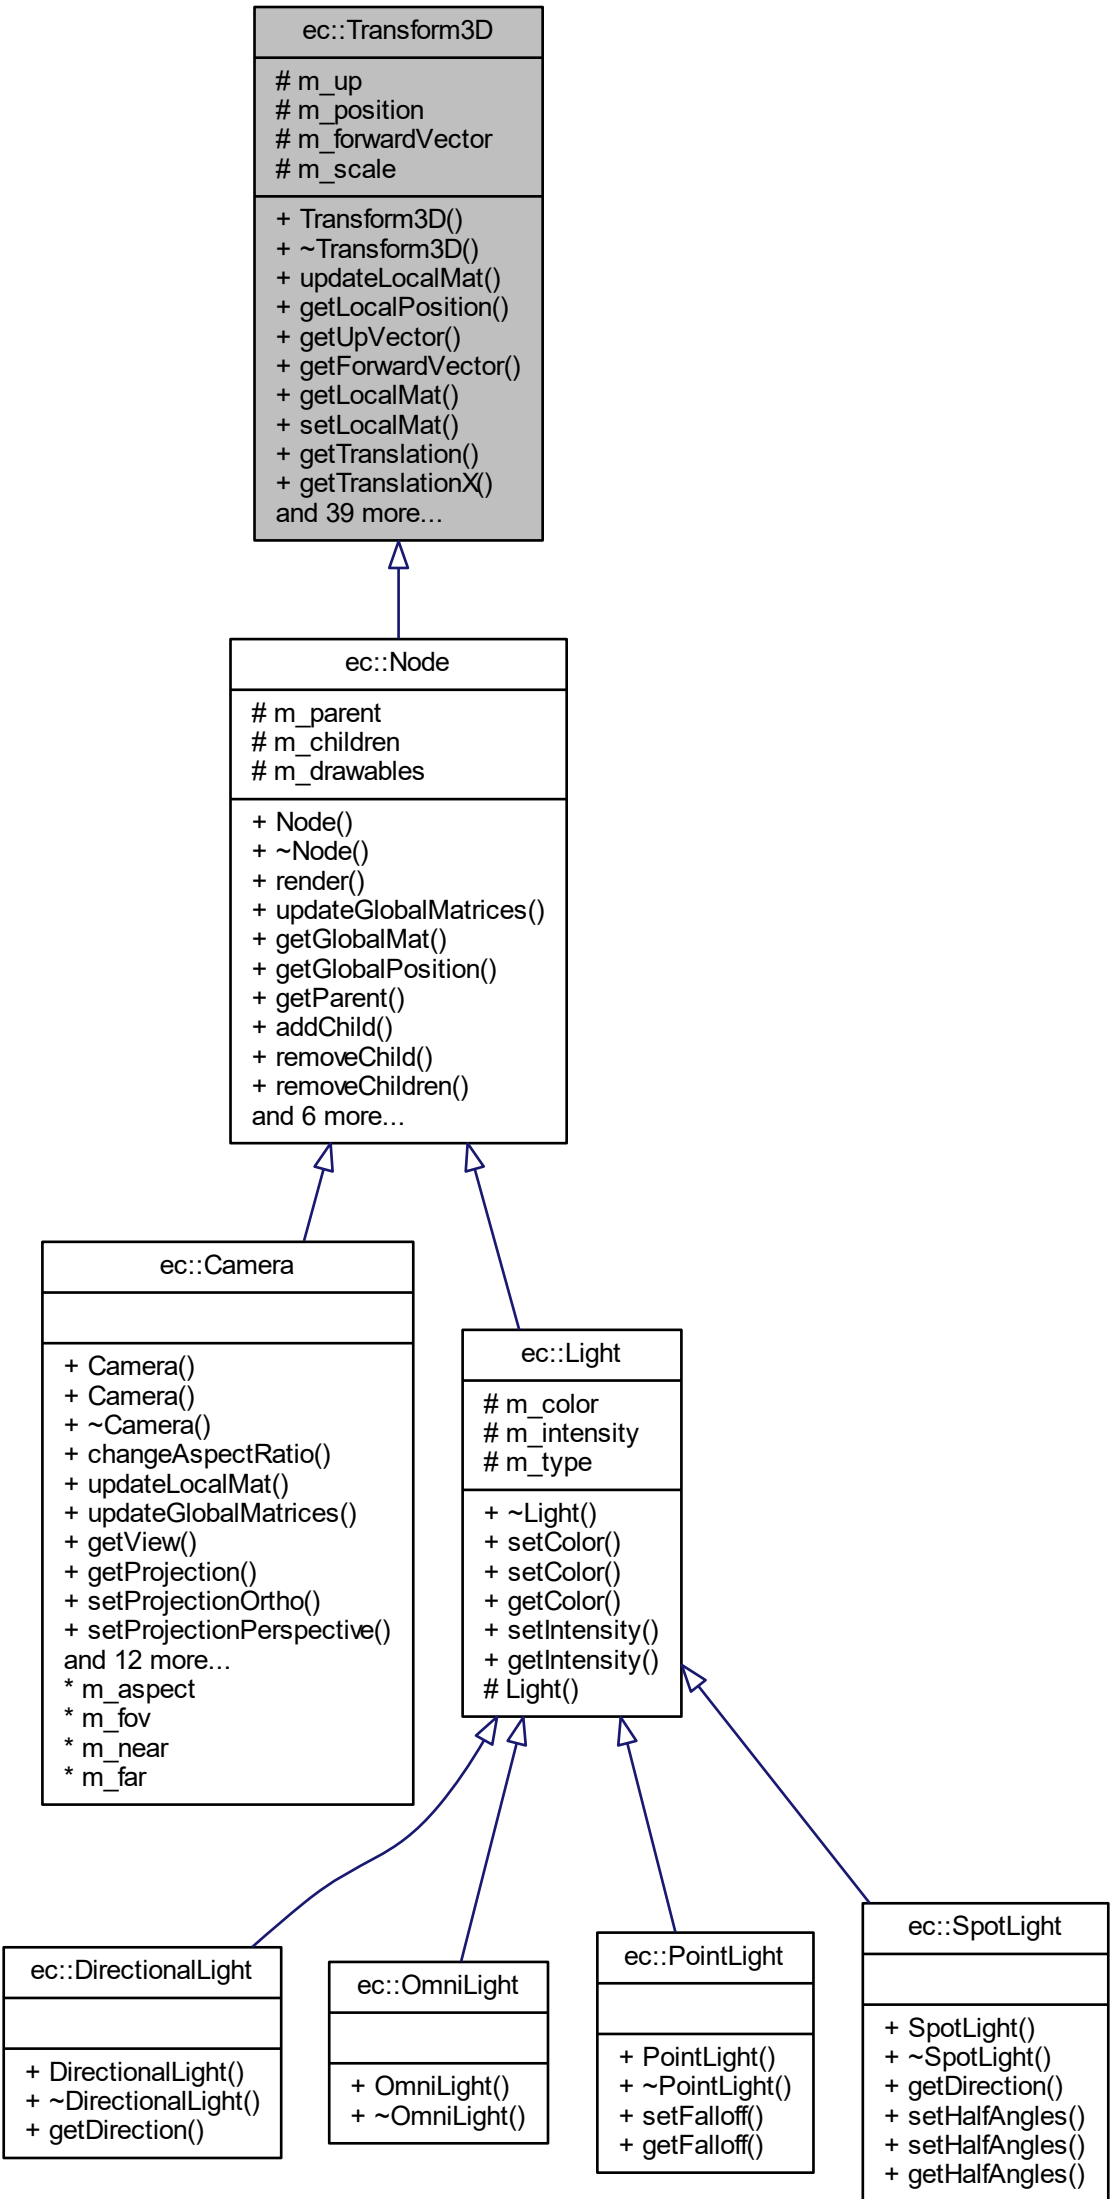 ec::Transform3D
# m_up
# m_position
# m_forwardVector
# m_scale
+ Transform3D()
+ ~Transform3D()
+ updateLocalMat()
+ getLocalPosition()
+ getUpVector()
+ getForwardVector()
+ getLocalMat()
+ setLocalMat()
+ getTranslation()
+ getTranslationX()
and 39 more...
ec::Node
# m_parent
# m_children
# m_drawables
+ Node()
+ ~Node()
+ render()
+ updateGlobalMatrices()
+ getGlobalMat()
+ getGlobalPosition()
+ getParent()
+ addChild()
+ removeChild()
+ removeChildren()
and 6 more...
ec::Camera
+ Camera()
+ Camera()
+ ~Camera()
+ changeAspectRatio()
+ updateLocalMat()
+ updateGlobalMatrices()
+ getView()
+ getProjection()
+ setProjectionOrtho()
+ setProjectionPerspective()
and 12 more...
* m_aspect
* m_fov
* m_near
* m_far
ec::Light
# m_color
# m_intensity
# m_type
+ ~Light()
+ setColor()
+ setColor()
+ getColor()
+ setIntensity()
+ getIntensity()
# Light()
ec::DirectionalLight
+ DirectionalLight()
+ ~DirectionalLight()
+ getDirection()
ec::OmniLight
+ OmniLight()
+ ~OmniLight()
ec::PointLight
+ PointLight()
+ ~PointLight()
+ setFalloff()
+ getFalloff()
ec::SpotLight
+ SpotLight()
+ ~SpotLight()
+ getDirection()
+ setHalfAngles()
+ setHalfAngles()
+ getHalfAngles()